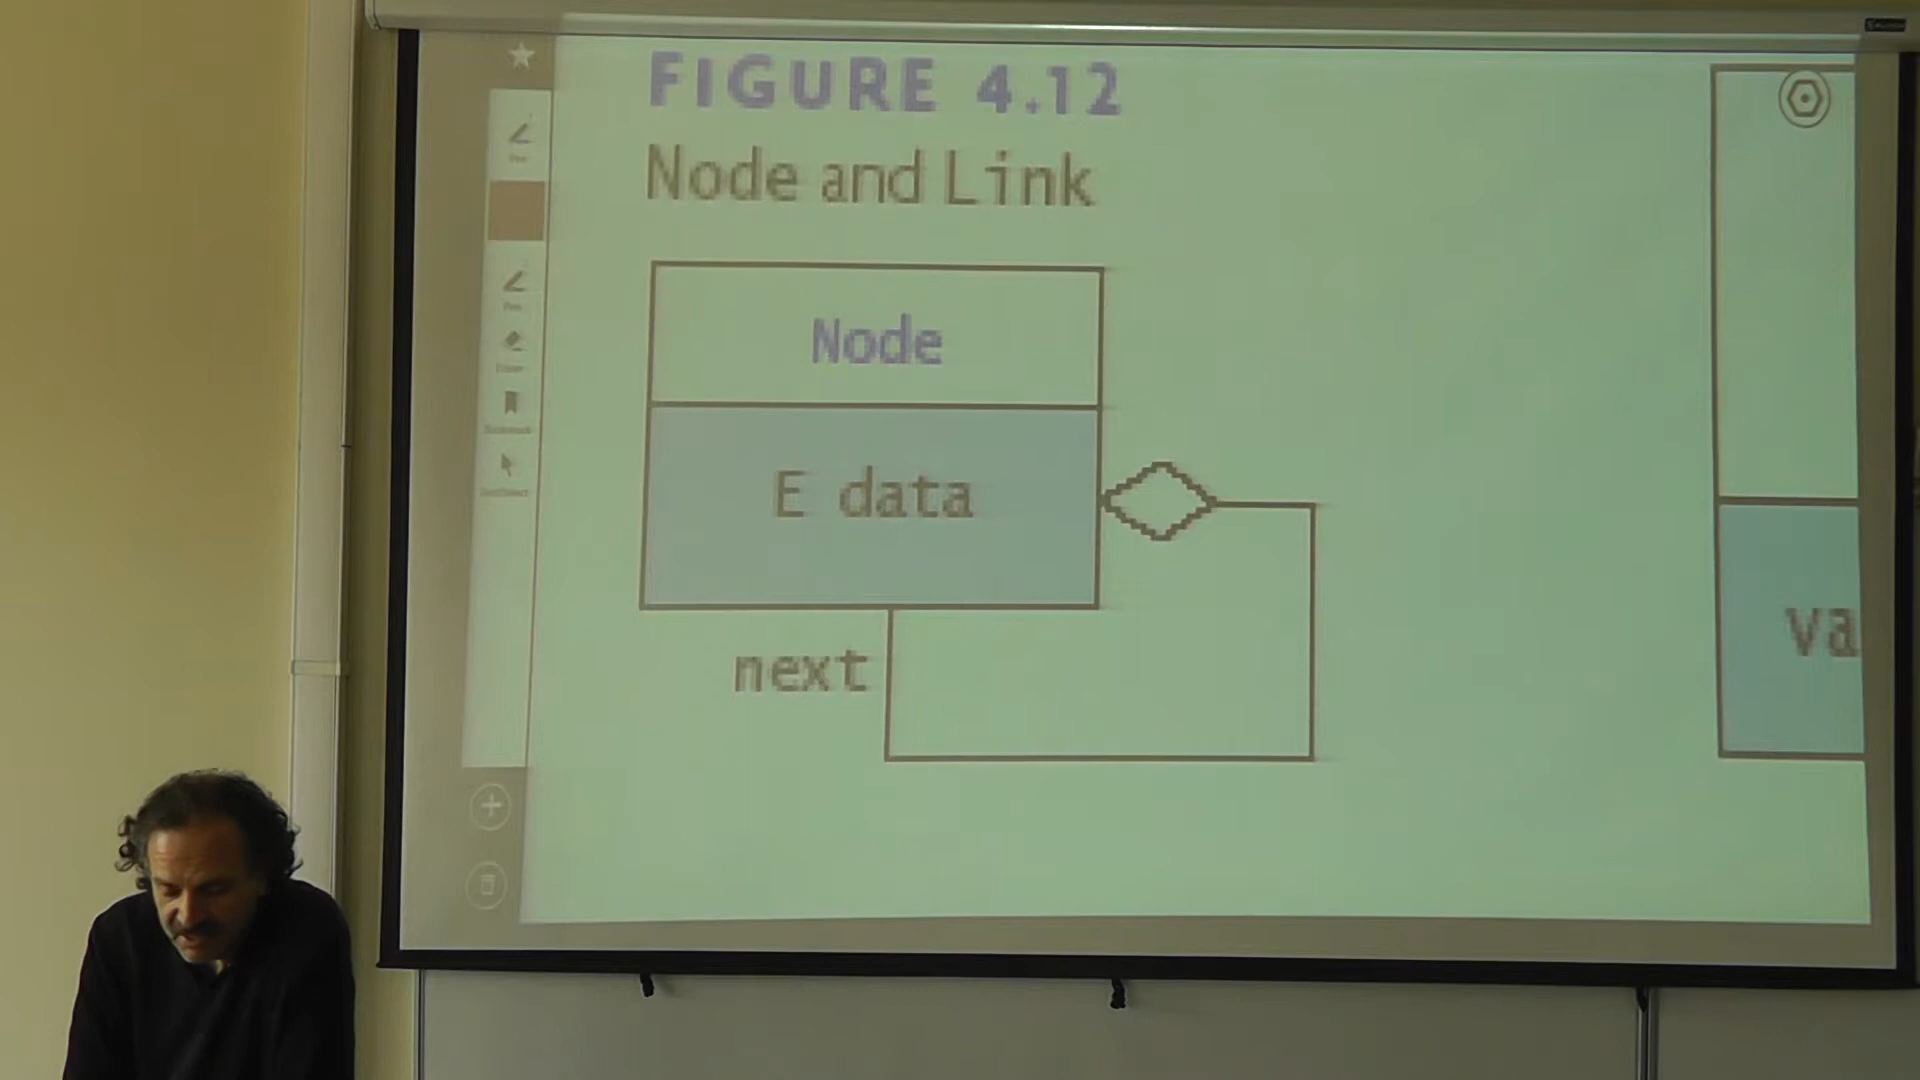 FIGURE 4.12
Node and Link
Node
E data
next
va